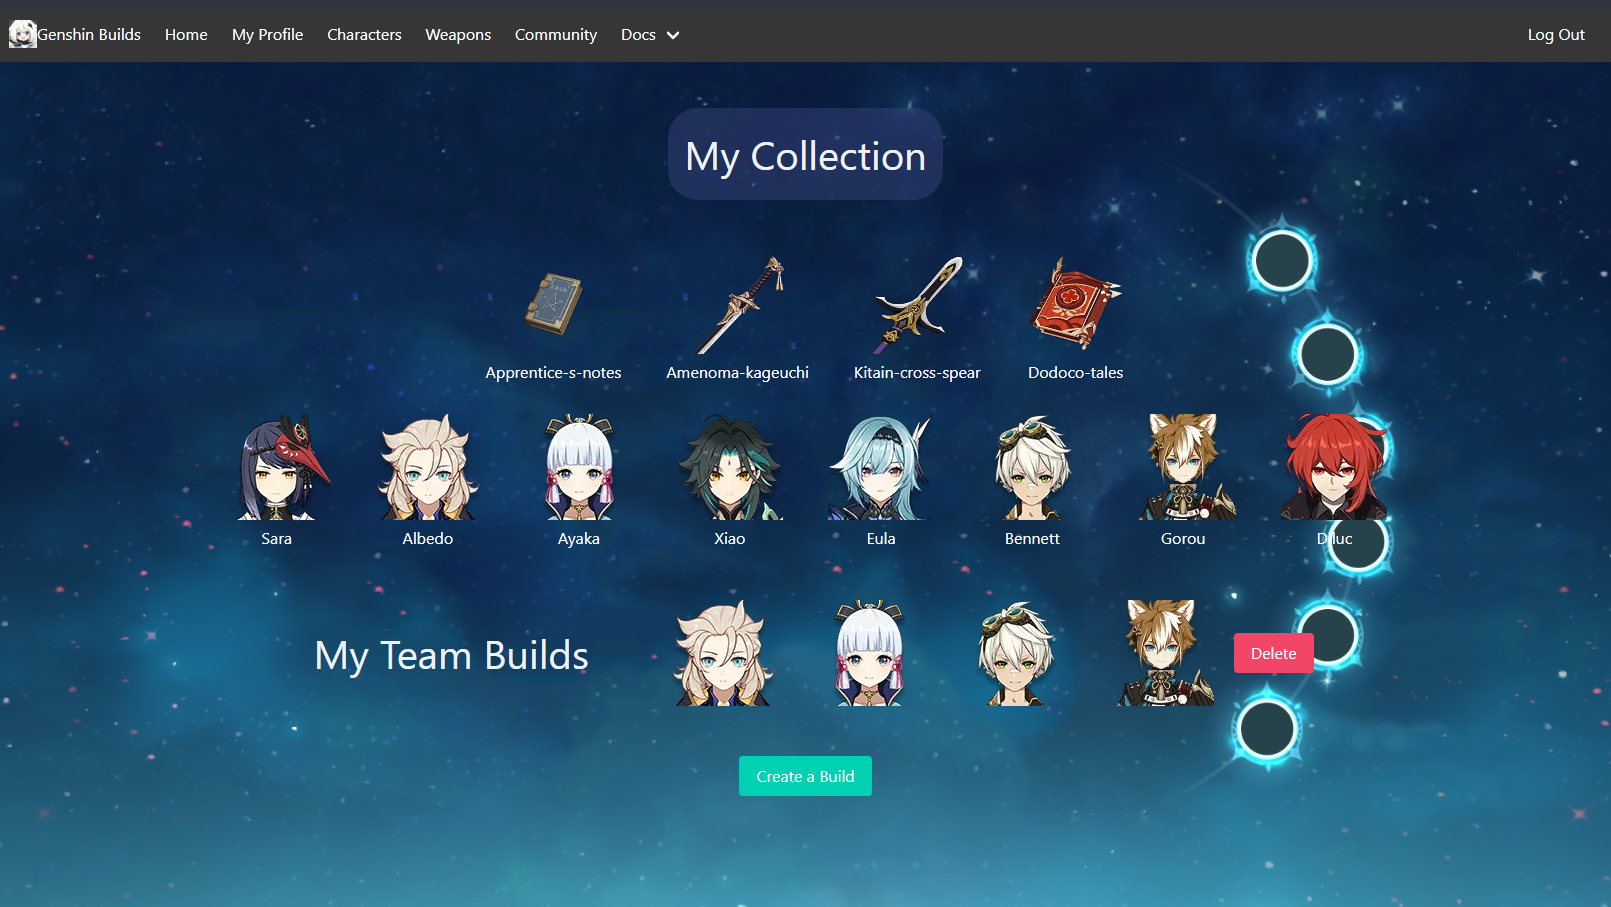 Genshin Builds Home My Profile Characters Weapons Community Docs Log Out
My Collection
Apprentice-s-notes Amenoma-kageuchi Kitain-cross-spear Dodoco-tales
Sara Albedo Ayaka Xiao Eula Bennett Gorou Diluc
My Team Builds Delete
Create a Build